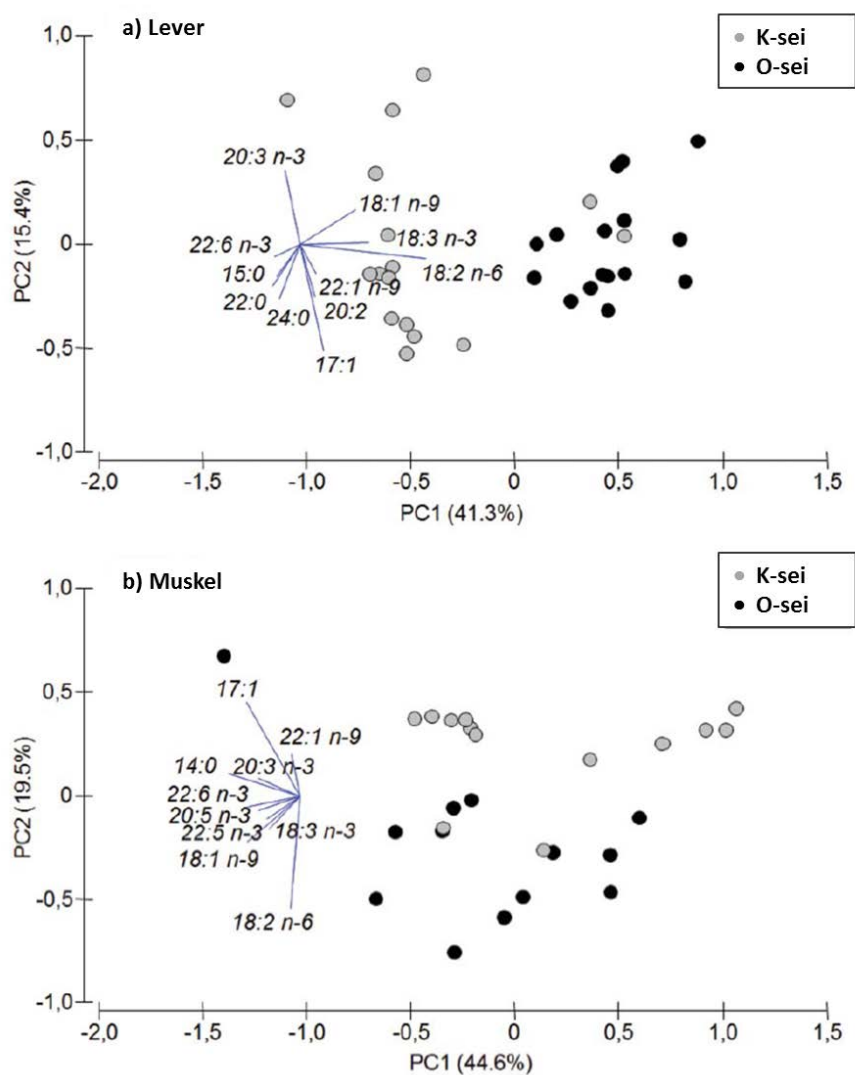 a) Lever
K-sei
O-sei
1,0
0,5
0
-0,5
-1,0
PC2 (15.4%)
20:3 n-3
18:1 n-9
22:6 n-3
18:3 n-3
15:0
18:2 n-6
22:0
22:1 n-9
24:0
20:2
17:1
-2,0 -1,5 -1,0 -0,5 0 0,5 1,0 1,5
PC1 (41.3%)
b) Muskel
K-sei
O-sei
1,0
0,5
0
-0,5
-1,0
PC2 (19.5%)
17:1
22:1 n-9
14:0 20:3 n-3
22:6 n-3
20:5 n-3
22:5 n-3 18:3 n-3
18:1 n-9
18:2 n-6
-2,0 -1,5 -1,0 -0,5 0 0,5 1,0 1,5
PC1 (44.6%)